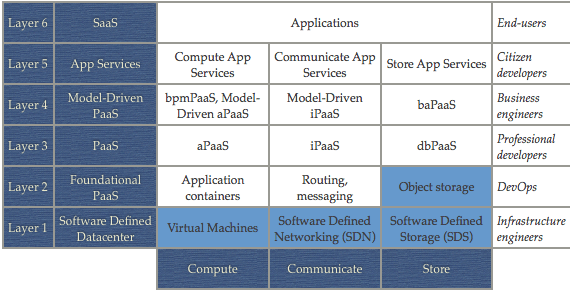 Layer 6 SaaS Applications End-users
Layer 5 App Services Compute App Services Communicate App Services Store App Services Citizen developers
Layer 4 Model-Driven PaaS bpmPaaS, Model-Driven aPaaS Model-Driven iPaaS baPaaS Business engineers
Layer 3 PaaS aPaaS iPaaS dbPaaS Professional developers
Layer 2 Foundational PaaS Application containers Routing, messaging Object storage DevOps
Layer 1 Software Defined Datacenter Virtual Machines Software Defined Networking (SDN) Software Defined Storage (SDS) Infrastructure engineers
Compute Communicate Store